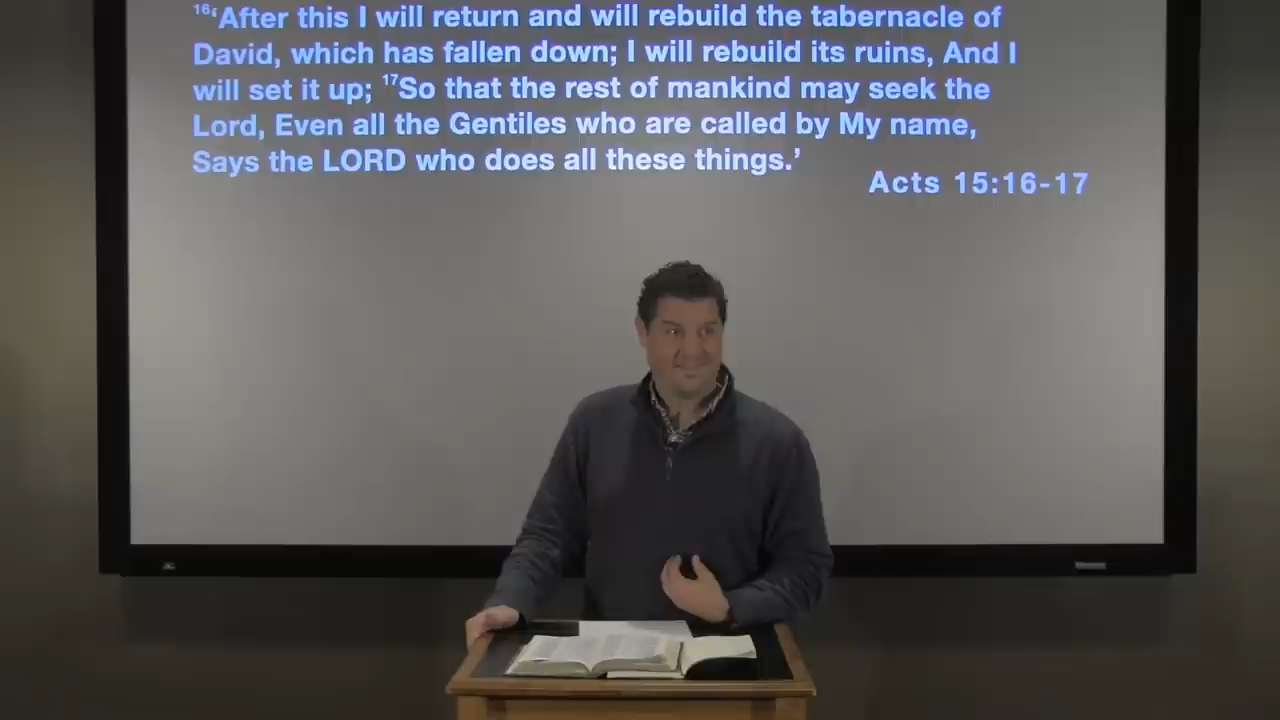 ¹⁶‘After this I will return and will rebuild the tabernacle of
David, which has fallen down; I will rebuild its ruins, And I
will set it up; ¹⁷So that the rest of mankind may seek the
Lord, Even all the Gentiles who are called by My name,
Says the LORD who does all these things.’
Acts 15:16-17